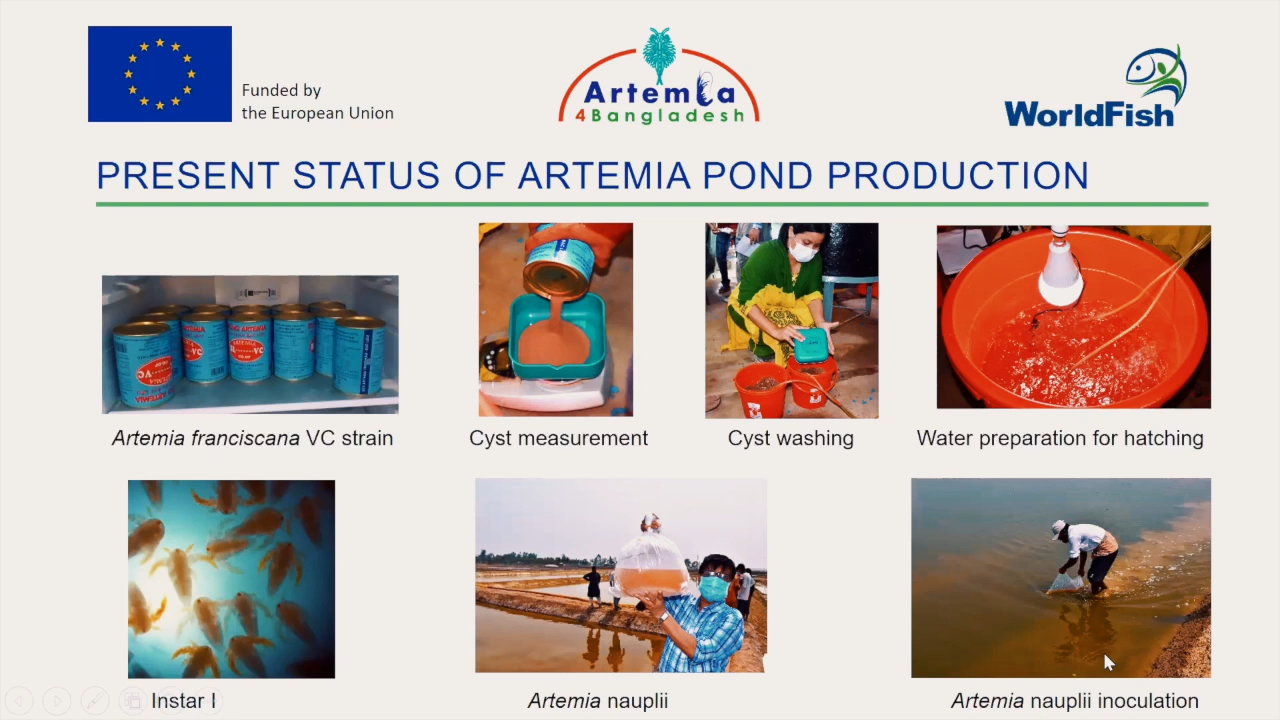 Funded by
the European Union
Artemia
4Bangladesh
WorldFish
PRESENT STATUS OF ARTEMIA POND PRODUCTION
Artemia franciscana VC strain
Cyst measurement
Cyst washing
Water preparation for hatching
Instar I
Artemia nauplii
Artemia nauplii inoculation